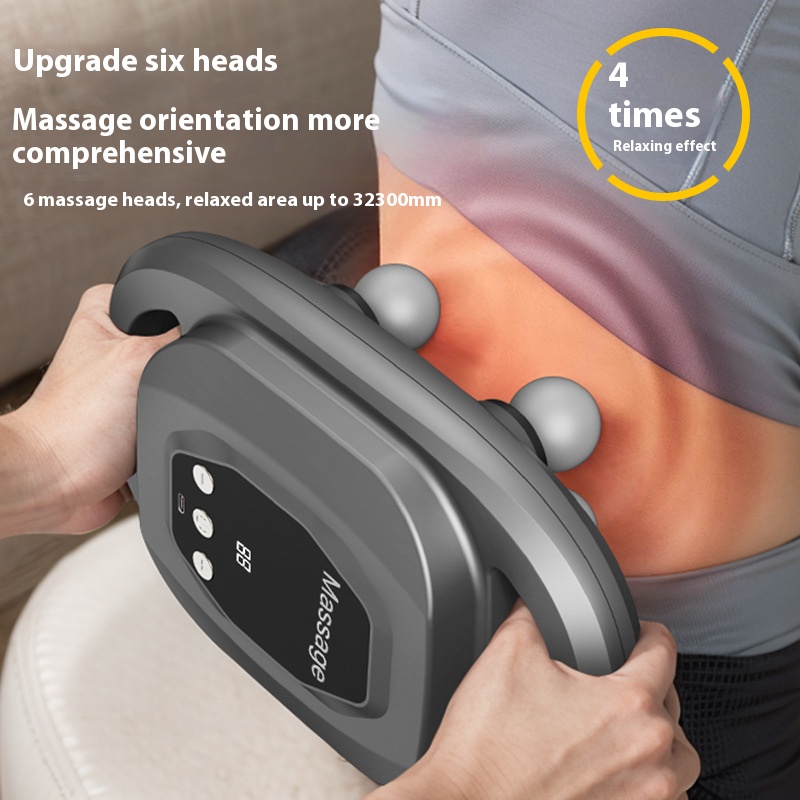 Upgrade six heads
Massage orientation more
comprehensive
6 massage heads, relaxed area up to 32300mm
4
times
Relaxing effect
Massage